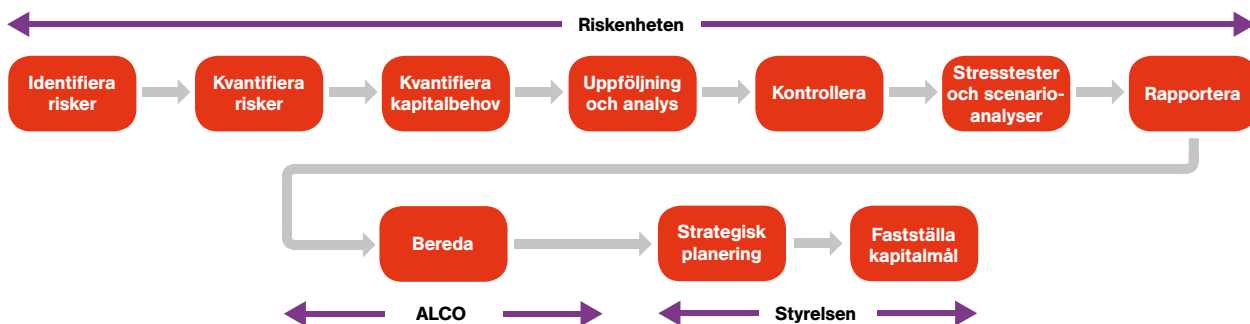 Riskenheten
Identifiera
risker
Kvantifiera
risker
Kvantifiera
kapitalbehov
Uppföljning
och analys
Kontrollera
Stresstester
och scenario-
analyser
Rapportera
Bereda
Strategisk
planering
Fastställa
kapitalmål
ALCO
Styrelsen